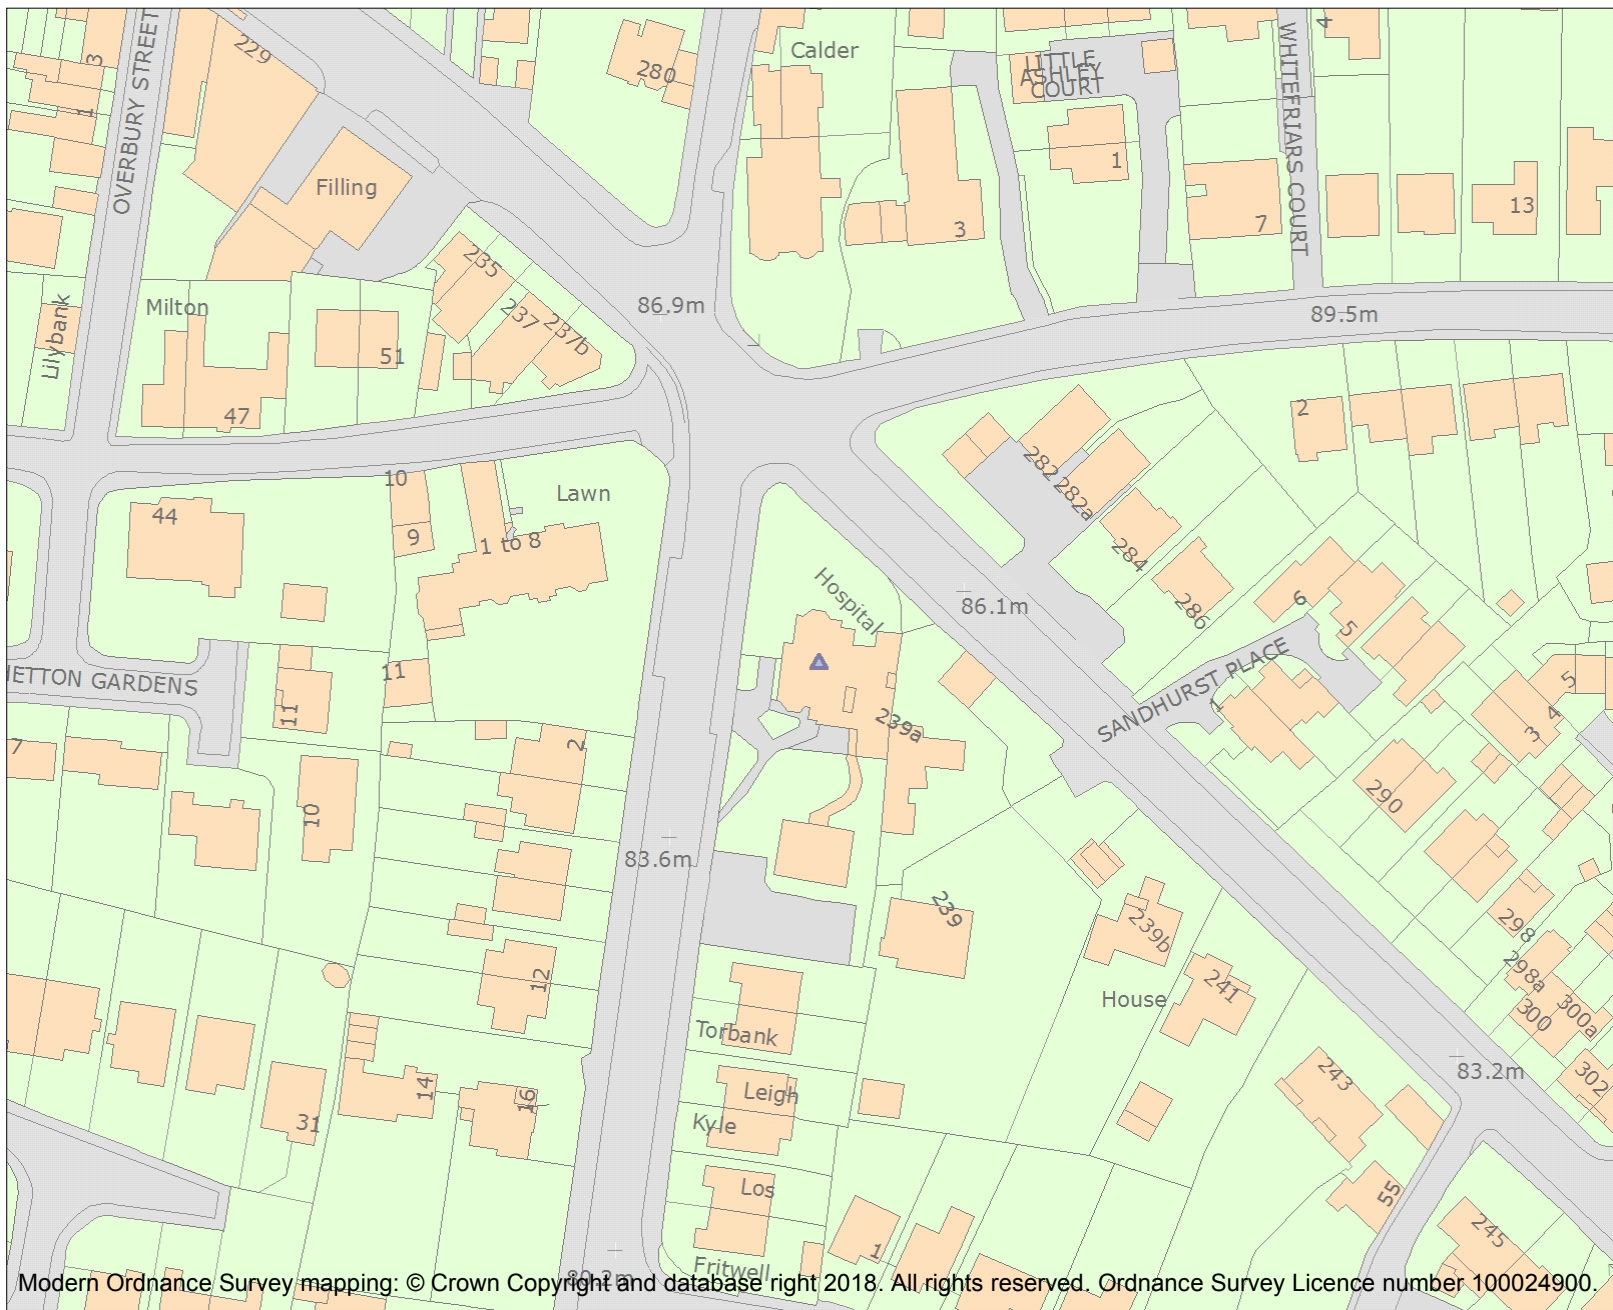 3
1
OVERBURY STREET
229
280
Calder
LITTLE
ASHLEY
COURT
WHITEFRIARS COURT
4
Filling
1
3
7
13
Lilybank
Milton
235
237
237b
86.9m
89.5m
51
47
2
10
44
9
Lawn
1 to 8
282
282a
284
286
Hospital
86.1m
6
5
SANDHURST PLACE
1
11
11
HETTON GARDENS
7
2
239a
5
4
3
290
10
83.6m
239
239b
298
298a
300
300a
302
12
House
241
Torbank
83.2m
243
14
16
Leigh
Kyle
31
Los
55
1
245
Fritwell
80.2m
Modern Ordnance Survey mapping: © Crown Copyright and database right 2018. All rights reserved. Ordnance Survey Licence number 100024900.